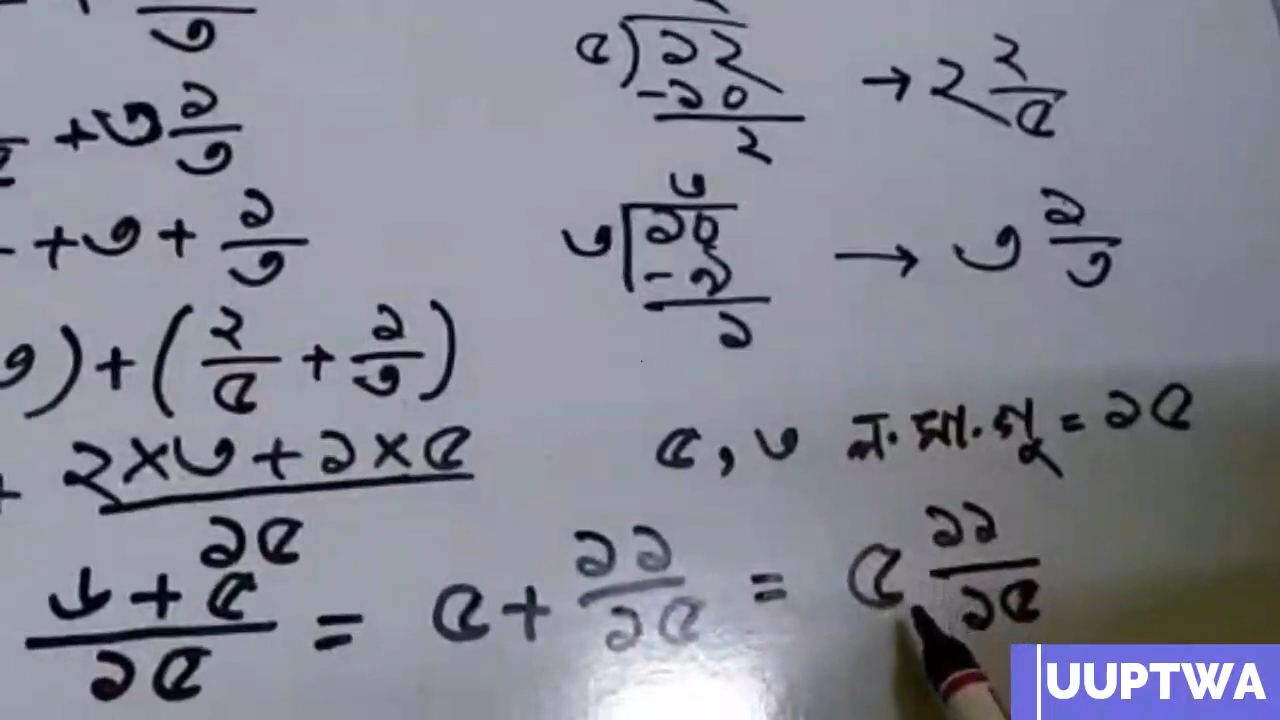 ৩
+ ৩ ১/৩
+ ৩ + ১/৩
৩) + (২/৫ + ১/৩)
+ ২×৩+১×৫ / ১৫
৬+৫ / ১৫ = ৫ + ১১/১৫ = ৫ ১১/১৫
৫) ১২
-১০
২
→ ২ ২/৫
৩
৩ ১০
-৯
১
→ ৩ ১/৩
৫, ৩ ল.সা.গু = ১৫
UUPTWA